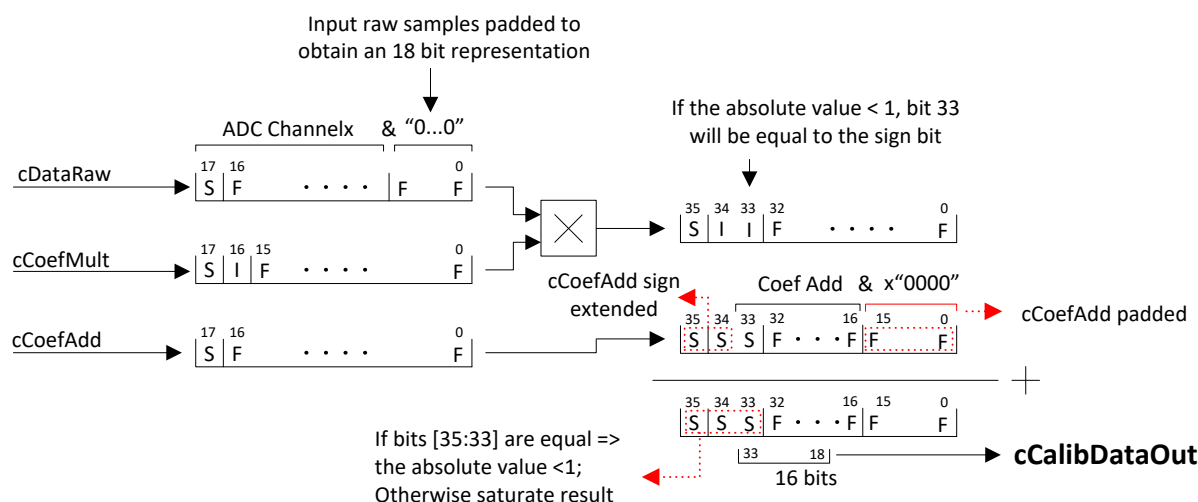 Input raw samples padded to
obtain an 18 bit representation
ADC Channelx & “0...0”
If the absolute value < 1, bit 33
will be equal to the sign bit
cDataRaw
17 16 0
S F · · · · F F
35 34 33 32 0
S I I F · · · · F
cCoefMult
17 16 15 0
S I F · · · · F
cCoefAdd sign
extended
Coef Add & x“0000”
cCoefAdd padded
cCoefAdd
17 16 0
S F · · · · F
35 34 33 32 16 15 0
S S S F · · · F F F
+
35 34 33 32 16 15 0
S S S F · · · F F F
If bits [35:33] are equal =>
the absolute value <1;
Otherwise saturate result
33 18
16 bits
cCalibDataOut